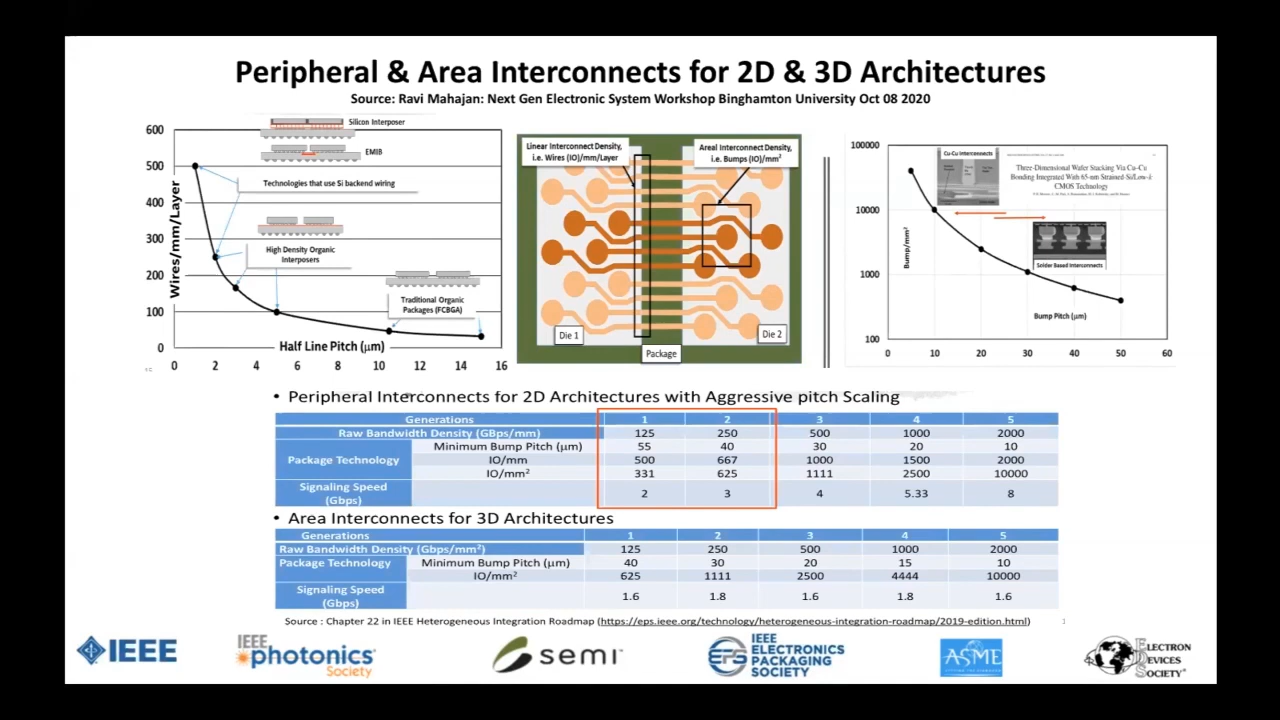 Peripheral & Area Interconnects for 2D & 3D Architectures
Source: Ravi Mahajan: Next Gen Electronic System Workshop Binghamton University Oct 08 2020
600
500
400
300
200
100
0
Wires/mm/Layer
Silicon Interposer
EMIB
Technologies that use Si backend wiring
High Density Organic
Interposers
Traditional Organic
Packages (FCBGA)
Half Line Pitch (µm)
0 2 4 6 8 10 12 14 16
Linear Interconnect Density,
i.e. Wires (IO)/mm/Layer
Areal Interconnect Density,
i.e. Bumps (IO)/mm²
Die 1
Die 2
Package
100000
10000
1000
100
Bump/mm²
Cu-Cu Interconnects
Three-Dimensional Wafer Stacking Via Cu–Cu
Bonding Integrated With 65-nm Strained-Si/Low-k
CMOS Technology
Solder Based Interconnects
Bump Pitch (µm)
0 10 20 30 40 50 60
• Peripheral Interconnects for 2D Architectures with Aggressive pitch Scaling
Generations 1 2 3 4 5
Raw Bandwidth Density (GBps/mm) 125 250 500 1000 2000
Minimum Bump Pitch (µm) 55 40 30 20 10
Package Technology IO/mm 500 667 1000 1500 2000
IO/mm² 331 625 1111 2500 10000
Signaling Speed
(Gbps) 2 3 4 5.33 8
• Area Interconnects for 3D Architectures
Generations 1 2 3 4 5
Raw Bandwidth Density (Gbps/mm²) 125 250 500 1000 2000
Package Technology Minimum Bump Pitch (µm) 40 30 20 15 10
IO/mm² 625 1111 2500 4444 10000
Signaling Speed
(Gbps) 1.6 1.8 1.6 1.8 1.6
Source : Chapter 22 in IEEE Heterogeneous Integration Roadmap (https://eps.ieee.org/technology/heterogeneous-integration-roadmap/2019-edition.html)
IEEE
IEEE
photonics
Society
semi
EPS
IEEE
ELECTRONICS
PACKAGING
SOCIETY
ASME
ELECTRON
DEVICES
SOCIETY®